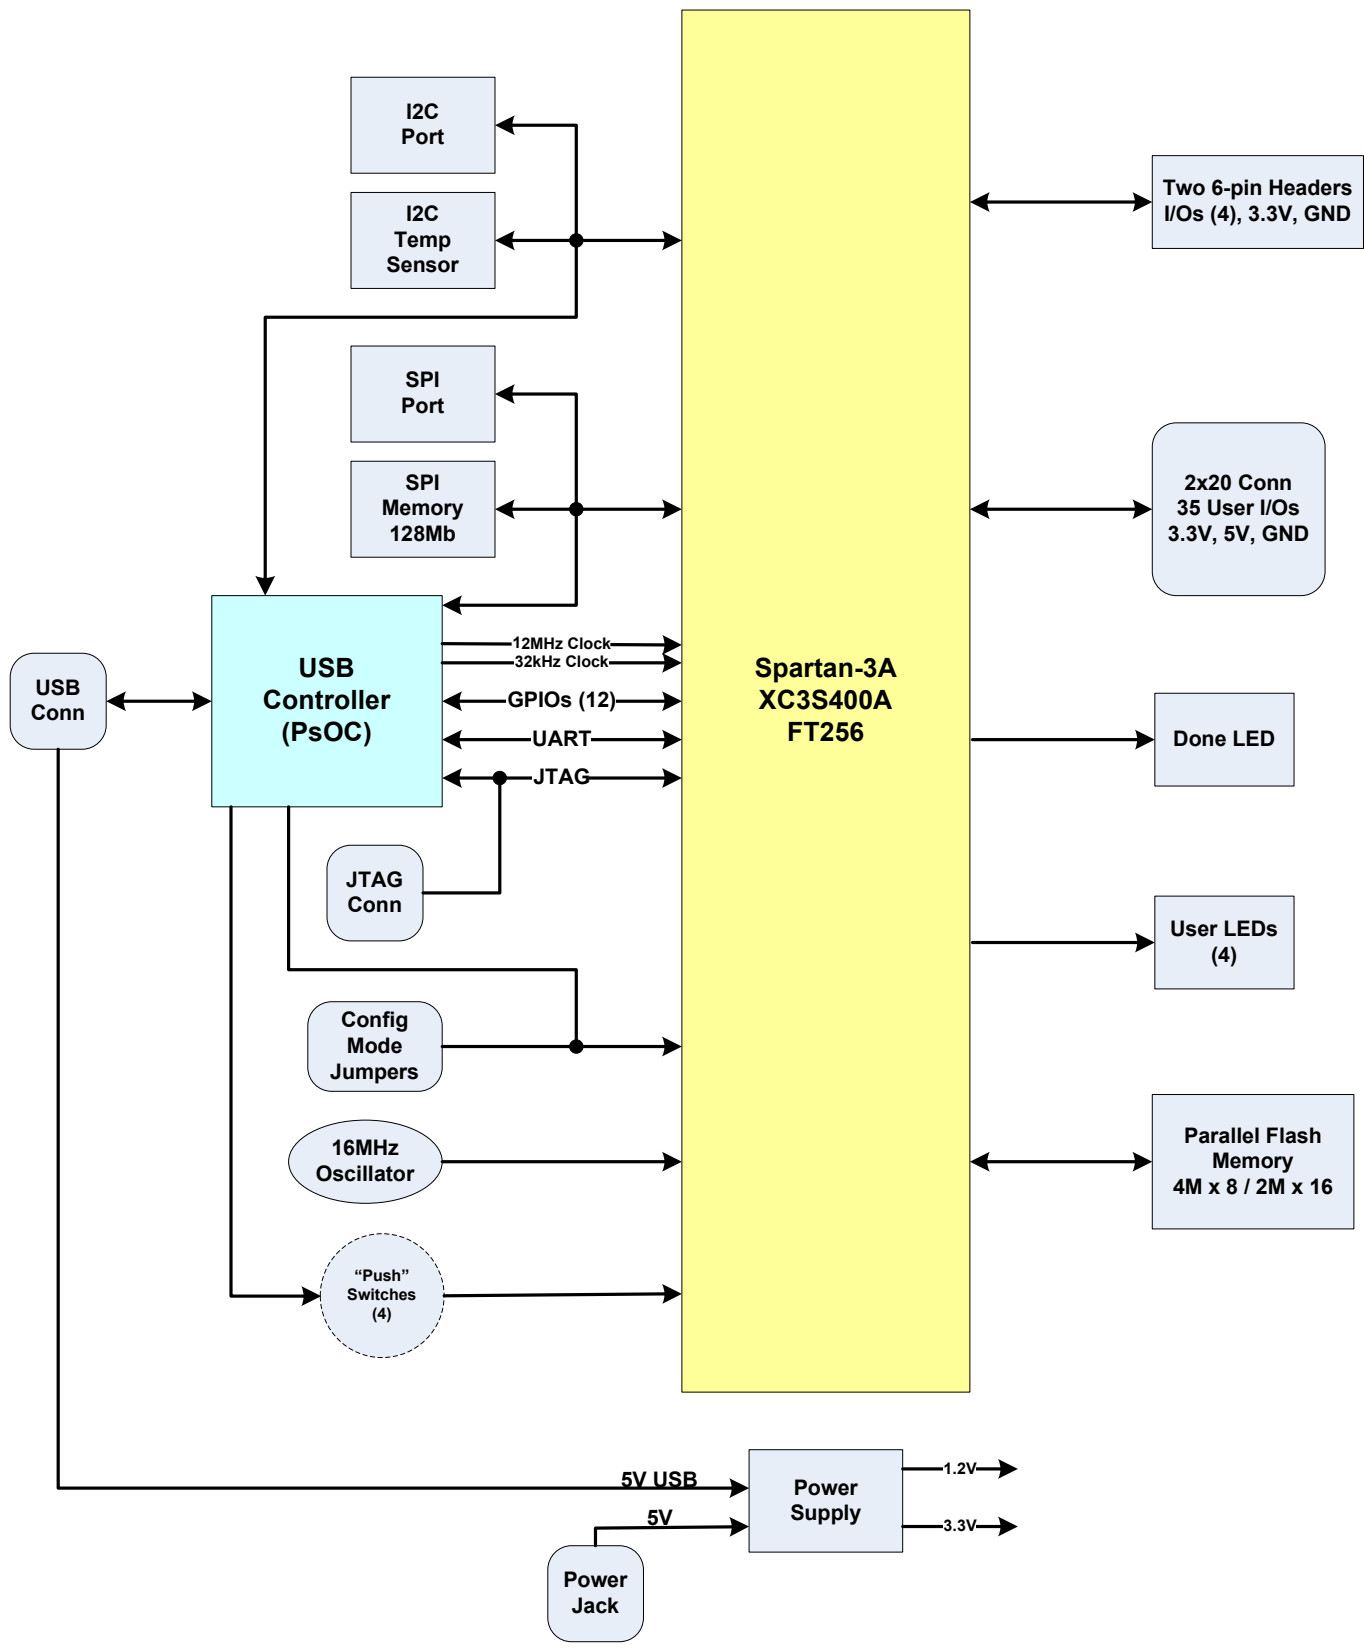 I2C
Port
I2C
Temp
Sensor
Two 6-pin Headers
I/Os (4), 3.3V, GND
SPI
Port
SPI
Memory
128Mb
2x20 Conn
35 User I/Os
3.3V, 5V, GND
USB
Conn
USB
Controller
(PsOC)
12MHz Clock
32kHz Clock
GPIOs (12)
UART
JTAG
Spartan-3A
XC3S400A
FT256
Done LED
JTAG
Conn
User LEDs
(4)
Config
Mode
Jumpers
16MHz
Oscillator
Parallel Flash
Memory
4M x 8 / 2M x 16
“Push”
Switches
(4)
5V USB
5V
Power
Supply
1.2V
3.3V
Power
Jack